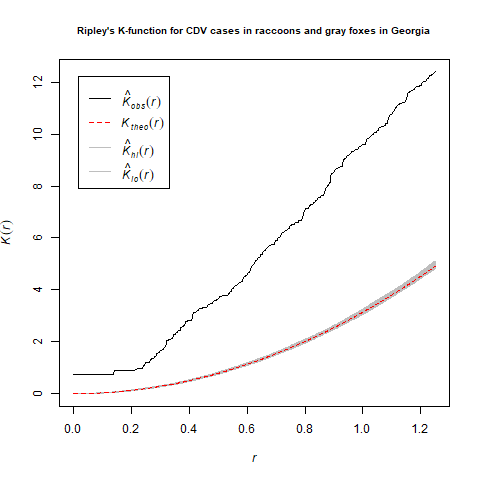 Ripley's K-function for CDV cases in raccoons and gray foxes in Georgia
K̂obs(r)
Ktheo(r)
K̂hi(r)
K̂lo(r)
K(r)
12
10
8
6
4
2
0
0.0 0.2 0.4 0.6 0.8 1.0 1.2
r